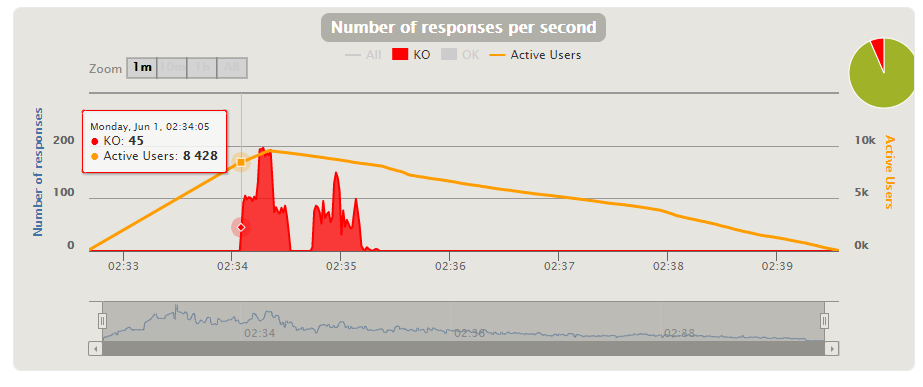 Number of responses per second
All KO OK Active Users
Zoom 1m 10m 1h All
Monday, Jun 1, 02:34:05
KO: 45
Active Users: 8 428
Number of responses
200
100
0
10k
5k
0k
Active Users
02:33 02:34 02:35 02:36 02:37 02:38 02:39
02:34 02:36 02:38